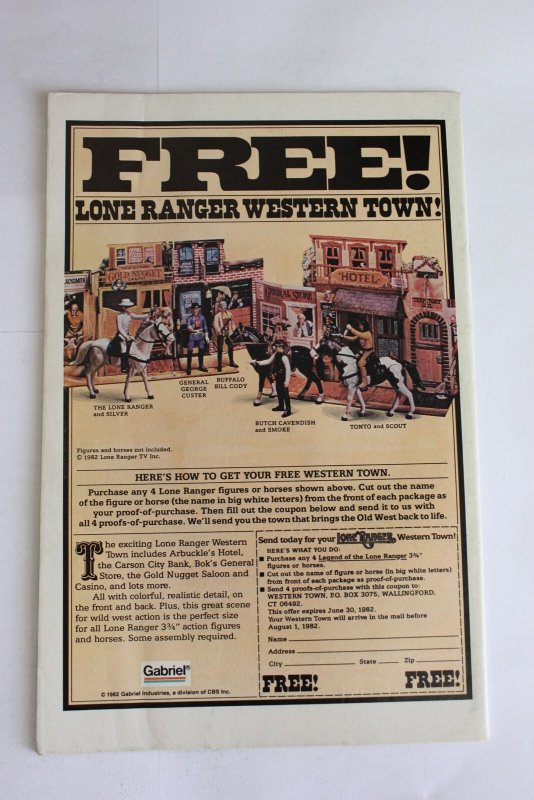 FREE!
LONE RANGER WESTERN TOWN!
GOLD NUGGET
HOTEL
GENERAL STORE
THE LONE RANGER
and SILVER
GENERAL
GEORGE
CUSTER
BUFFALO
BILL CODY
BUTCH CAVENDISH
and SMOKE
TONTO and SCOUT
Figures and horses not included.
© 1982 Lone Ranger TV Inc.
HERE'S HOW TO GET YOUR FREE WESTERN TOWN.
Purchase any 4 Lone Ranger figures or horses shown above. Cut out the name
of the figure or horse (the name in big white letters) from the front of each package as
your proof-of-purchase. Then fill out the coupon below and send it to us with
all 4 proofs-of-purchase. We'll send you the town that brings the Old West back to life.
The exciting Lone Ranger Western
Town includes Arbuckle's Hotel,
the Carson City Bank, Bok's General
Store, the Gold Nugget Saloon and
Casino, and lots more.
All with colorful, realistic detail, on
the front and back. Plus, this great scene
for wild west action is the perfect size
for all Lone Ranger 3¾" action figures
and horses. Some assembly required.
Gabriel®
© 1982 Gabriel Industries, a division of CBS Inc.
Send today for your LONE RANGER Western Town!
HERE'S WHAT YOU DO:
■ Purchase any 4 Legend of the Lone Ranger 3¾"
figures or horses.
■ Cut out the name of figure or horse (in big white letters)
from front of each package as proof-of-purchase.
■ Send 4 proofs-of-purchase with this coupon to:
WESTERN TOWN, P.O. BOX 3075, WALLINGFORD,
CT 06492.
This offer expires June 30, 1982.
Your Western Town will arrive in the mail before
August 1, 1982.
Name
Address
City State Zip
FREE! FREE!